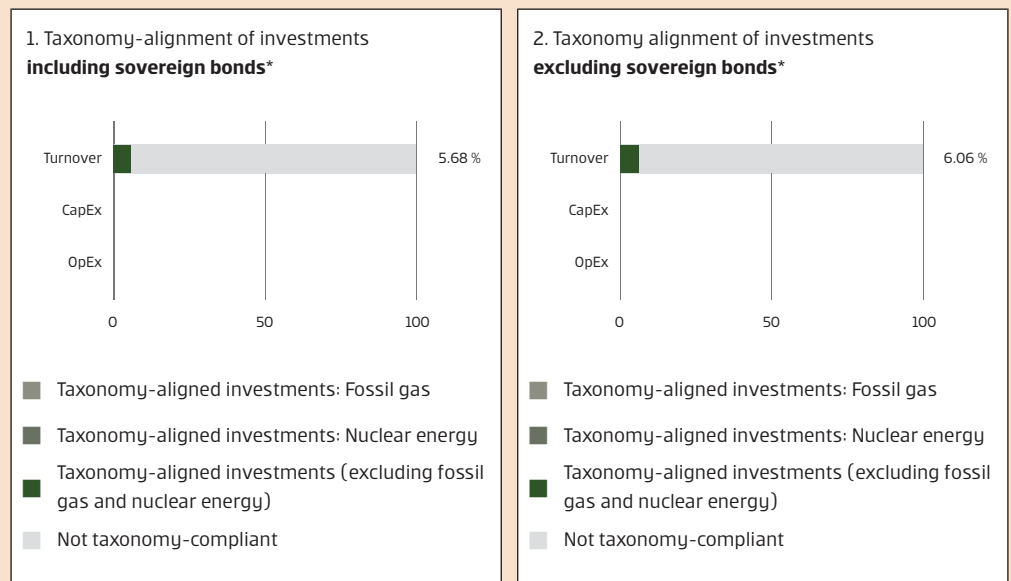 1. Taxonomy-alignment of investments
including sovereign bonds*
Turnover
5.68 %
CapEx
OpEx
0
50
100
Taxonomy-aligned investments: Fossil gas
Taxonomy-aligned investments: Nuclear energy
Taxonomy-aligned investments (excluding fossil
gas and nuclear energy)
Not taxonomy-compliant
2. Taxonomy alignment of investments
excluding sovereign bonds*
Turnover
6.06 %
CapEx
OpEx
0
50
100
Taxonomy-aligned investments: Fossil gas
Taxonomy-aligned investments: Nuclear energy
Taxonomy-aligned investments (excluding fossil
gas and nuclear energy)
Not taxonomy-compliant